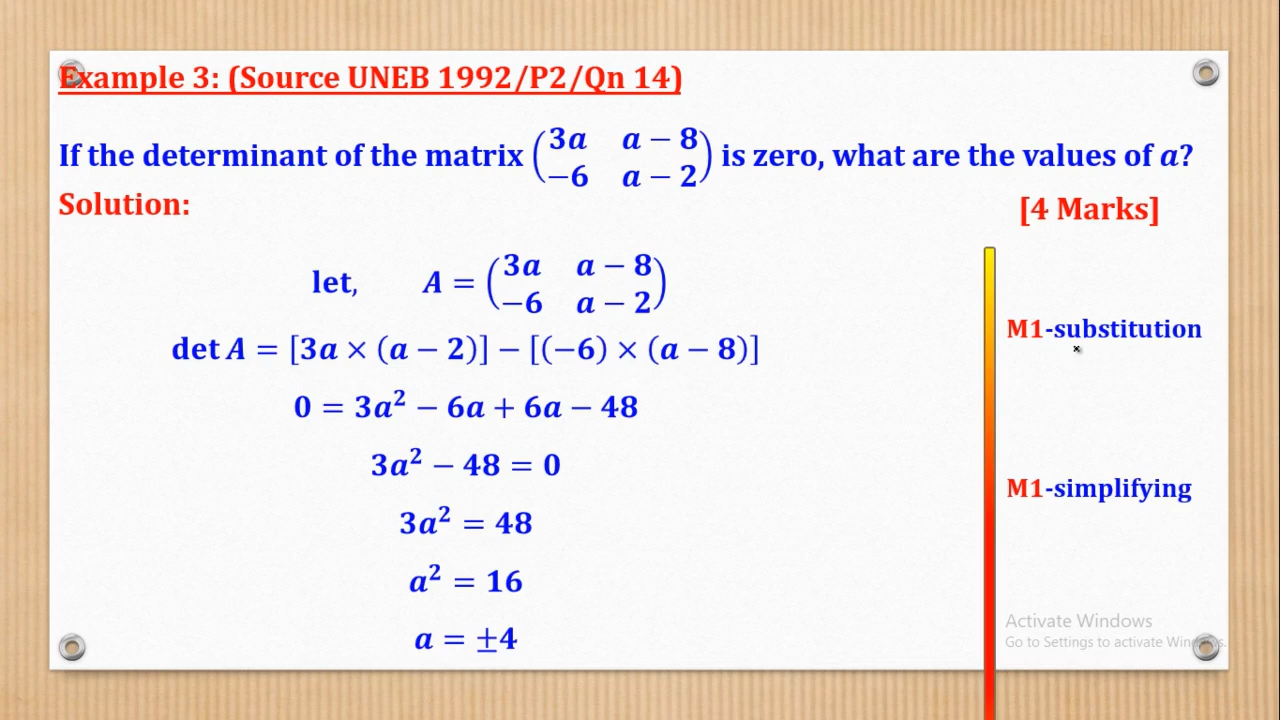 Example 3: (Source UNEB 1992/P2/Qn 14)
If the determinant of the matrix (3a a − 8 −6 a − 2) is zero, what are the values of a?
Solution:
[4 Marks]
let, A = (3a a − 8 −6 a − 2)
det A = [3a × (a − 2)] − [(−6) × (a − 8)]
M1-substitution
0 = 3a² − 6a + 6a − 48
3a² − 48 = 0
M1-simplifying
3a² = 48
a² = 16
a = ±4
Activate Windows
Go to Settings to activate Windows.